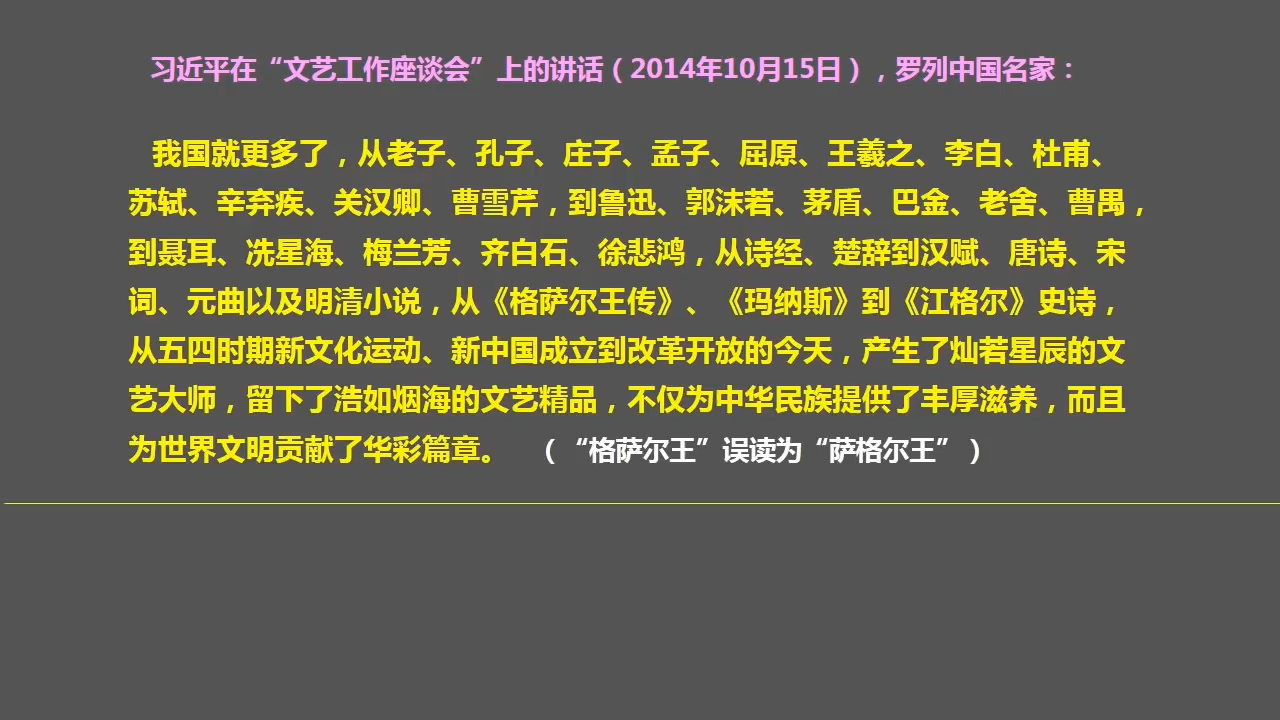 习近平在“文艺工作座谈会”上的讲话（2014年10月15日），罗列中国名家：
我国就更多了，从老子、孔子、庄子、孟子、屈原、王羲之、李白、杜甫、
苏轼、辛弃疾、关汉卿、曹雪芹，到鲁迅、郭沫若、茅盾、巴金、老舍、曹禺，
到聂耳、冼星海、梅兰芳、齐白石、徐悲鸿，从诗经、楚辞到汉赋、唐诗、宋
词、元曲以及明清小说，从《格萨尔王传》、《玛纳斯》到《江格尔》史诗，
从五四时期新文化运动、新中国成立到改革开放的今天，产生了灿若星辰的文
艺大师，留下了浩如烟海的文艺精品，不仅为中华民族提供了丰厚滋养，而且
为世界文明贡献了华彩篇章。 （“格萨尔王”误读为“萨格尔王”）